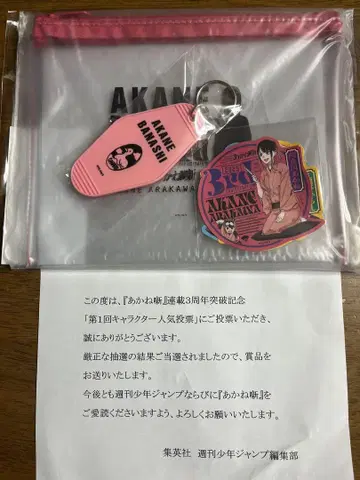 AKANE
BANASHI
AKANE
BANASHI
3rd
AKANE
ARAKAWA
この度は、『あかね噺』連載3周年突破記念
「第1回キャラクター人気投票」にご投票いただき、
誠にありがとうございます。
厳正な抽選の結果ご当選されましたので、賞品を
お送りいたします。
今後とも週刊少年ジャンプならびに『あかね噺』を
ご愛読くださいますよう、よろしくお願いいたします。
集英社 週刊少年ジャンプ編集部